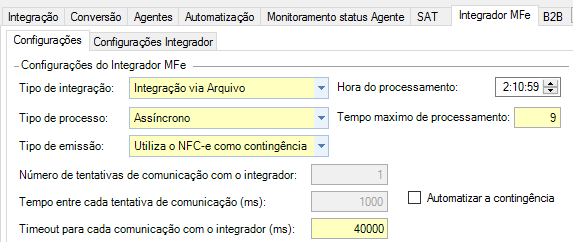 Integração Conversão Agentes Automatização Monitoramento status Agente SAT Integrador MFe B2B
Configurações Configurações Integrador
Configurações do Integrador MFe
Tipo de integração: Integração via Arquivo Hora do processamento: 2:10:59
Tipo de processo: Assíncrono Tempo maximo de processamento: 9
Tipo de emissão: Utiliza o NFC-e como contingência
Número de tentativas de comunicação com o integrador: 1
Tempo entre cada tentativa de comunicação (ms): 1000 Automatizar a contingência
Timeout para cada comunicação com o integrador (ms): 40000